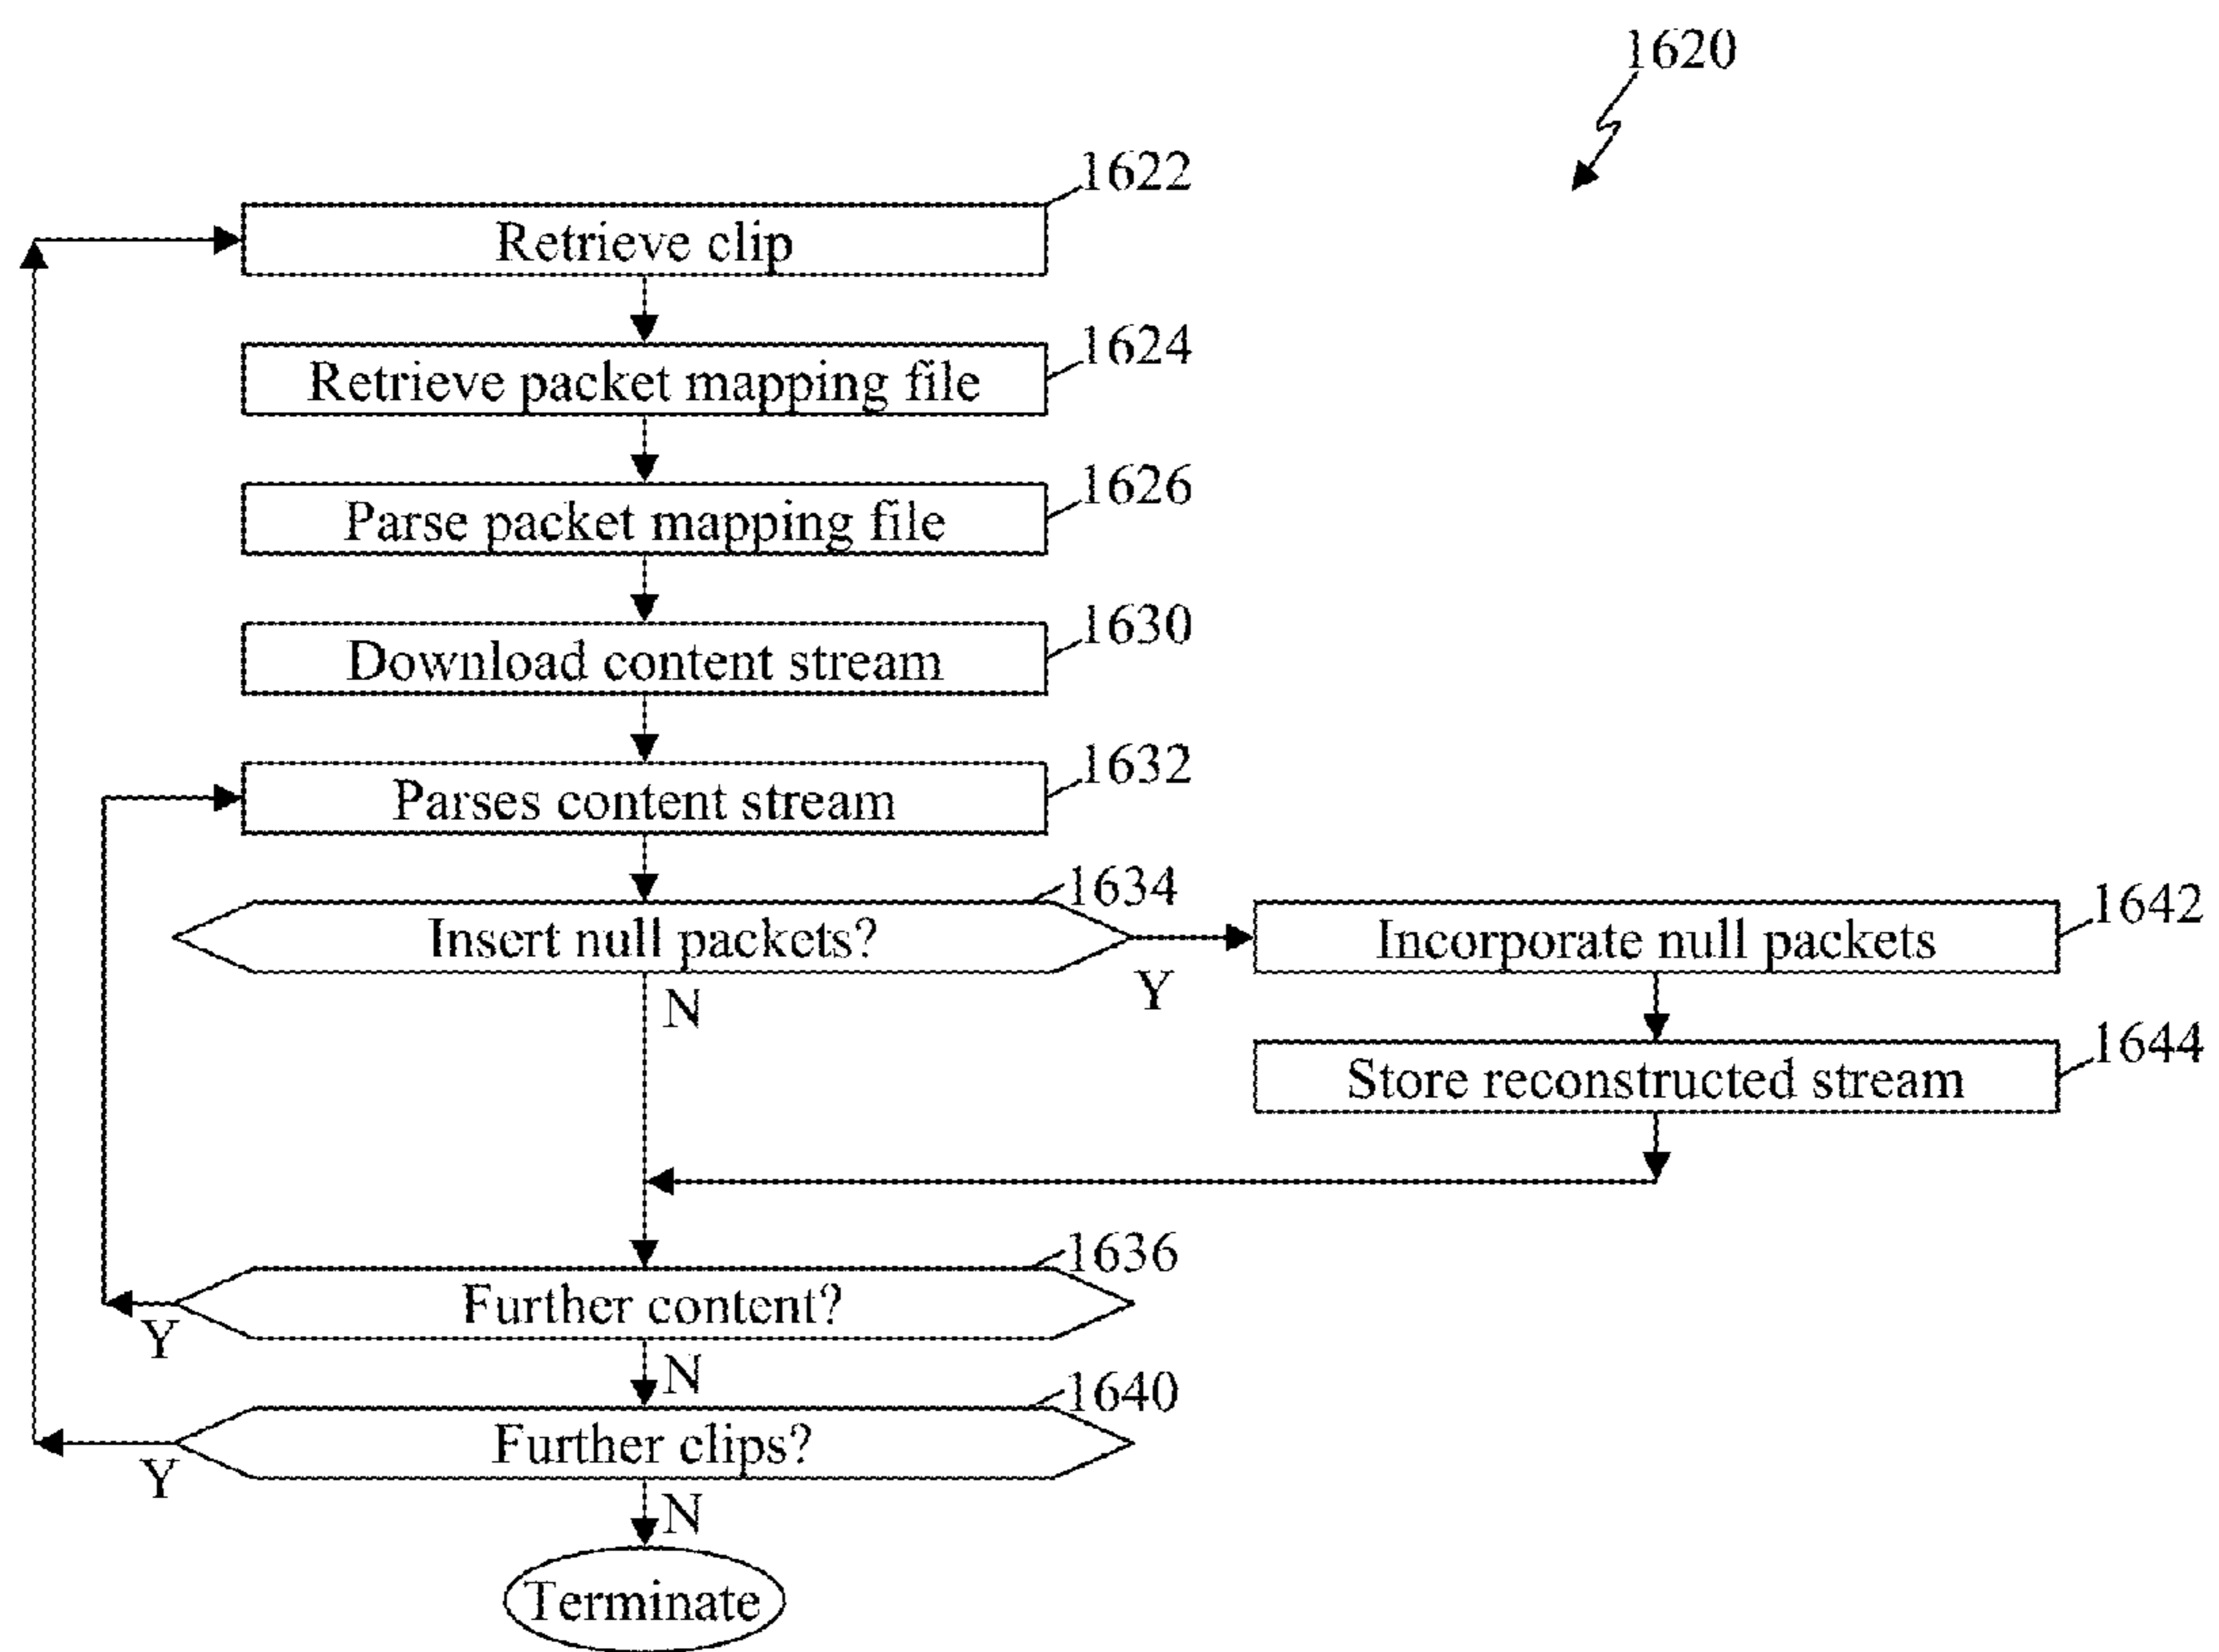 1620
1622
Retrieve clip
1624
Retrieve packet mapping file
1626
Parse packet mapping file
1630
Download content stream
1632
Parses content stream
1634
Insert null packets?
Y
N
1642
Incorporate null packets
1644
Store reconstructed stream
1636
Further content?
Y
N
1640
Further clips?
Y
N
Terminate